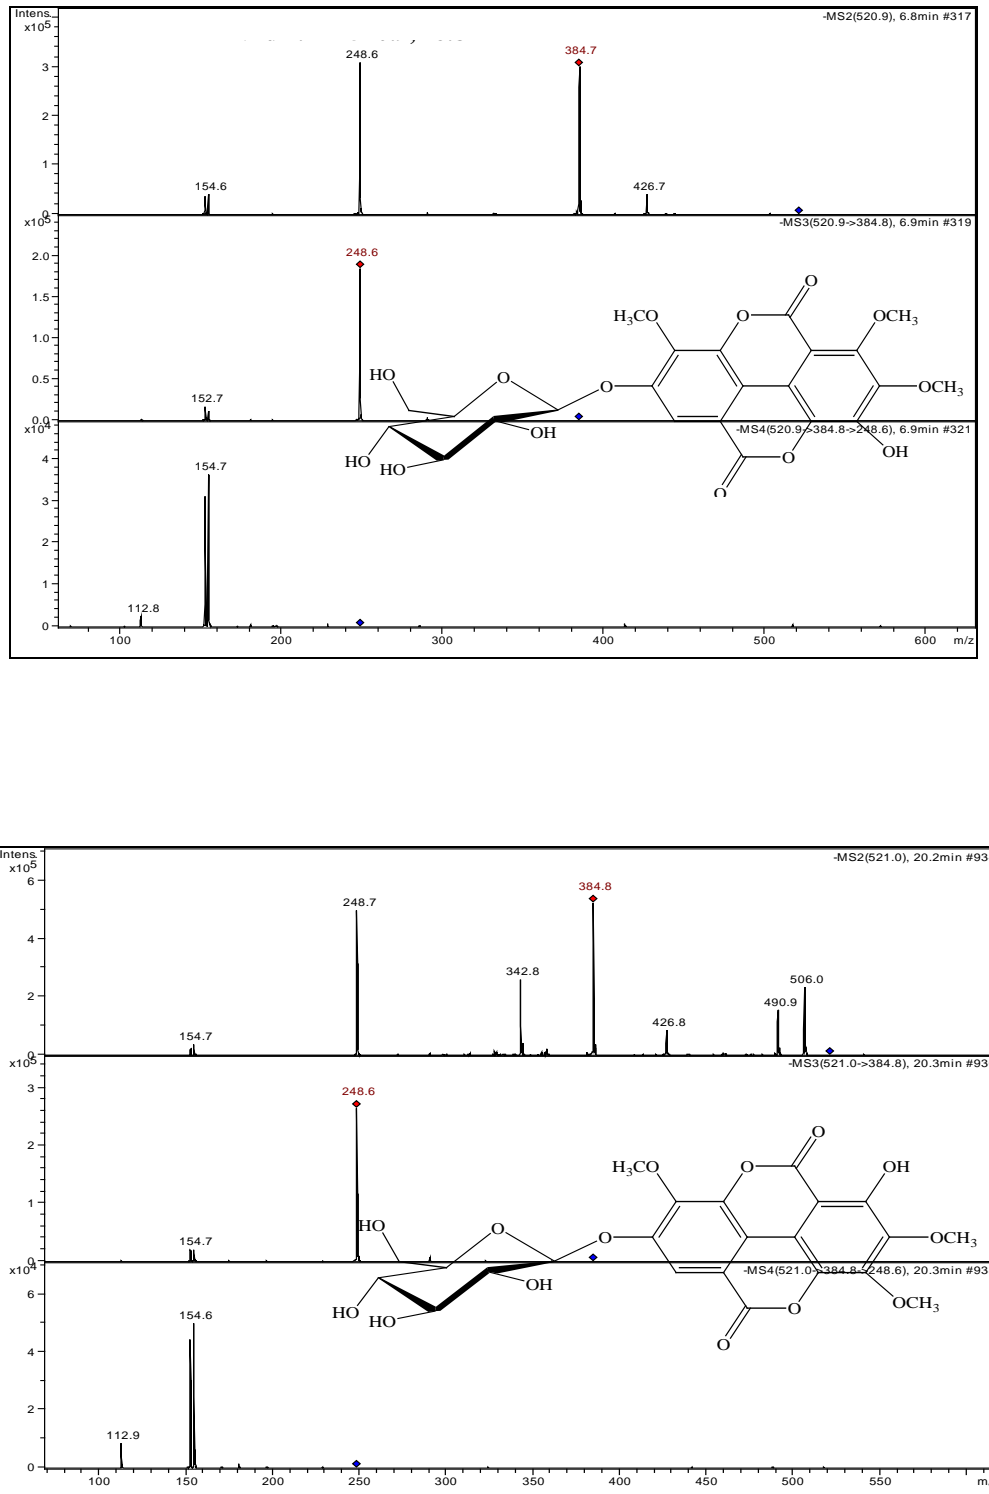 Intens.
x10^5
-MS2(520.9), 6.8min #317
248.6
384.7
154.6
426.7
3
2
1
0
x10^5
-MS3(520.9->384.8), 6.9min #319
248.6
152.7
2.0
1.5
1.0
0.5
0.0
H₃CO
O
O
OCH₃
OCH₃
OH
O
O
O
O
HO
OH
HO
HO
x10^4
-MS4(520.9->384.8->248.6), 6.9min #321
154.7
112.8
4
3
2
1
0
100
200
300
400
500
600
m/z
Intens.
x10^5
-MS2(521.0), 20.2min #93
248.7
384.8
342.8
506.0
490.9
426.8
154.7
6
4
2
0
x10^5
-MS3(521.0->384.8), 20.3min #93
248.6
154.7
3
2
1
0
H₃CO
O
O
OH
OCH₃
OCH₃
O
O
O
O
HO
OH
HO
HO
x10^4
-MS4(521.0->384.8->248.6), 20.3min #93
154.6
112.9
6
4
2
0
100
150
200
250
300
350
400
450
500
550